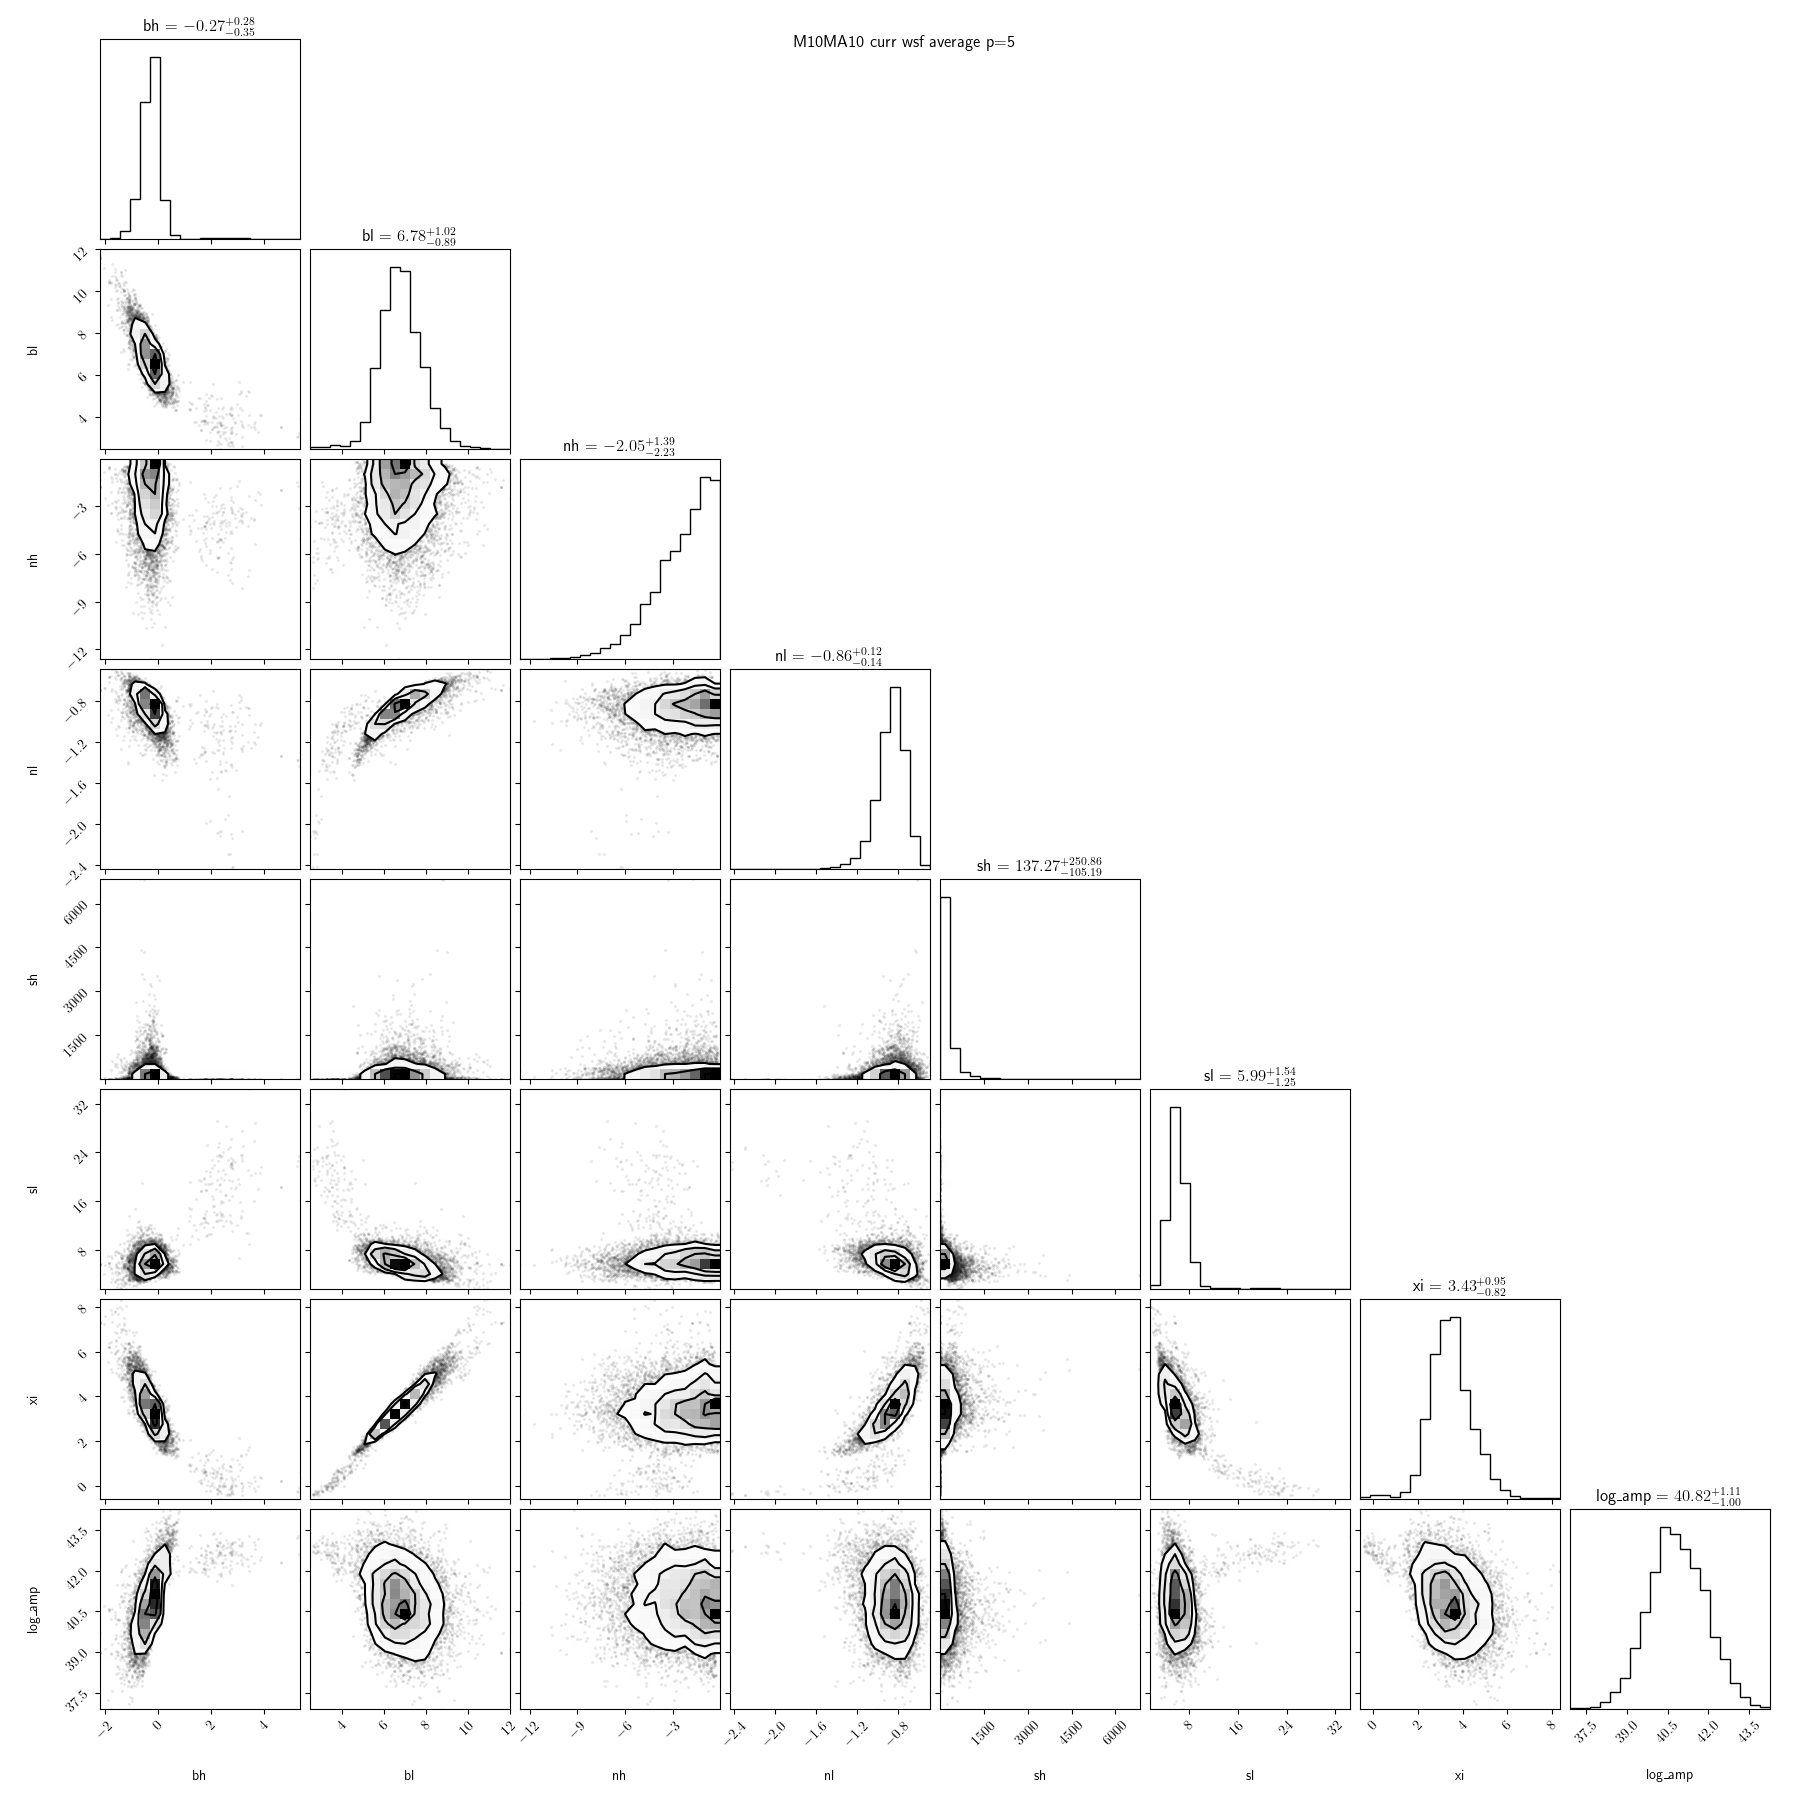 bh = −0.27+0.28−0.35
M10MA10 curr wsf average p=5
bl = 6.78+1.02−0.89
12
10
8
6
4
bl
nh = −2.05+1.39−2.23
−3
−6
−9
−12
nh
nl = −0.86+0.12−0.14
−0.8
−1.2
−1.6
−2.0
−2.4
nl
sh = 137.27+250.86−105.19
6000
4500
3000
1500
sh
sl = 5.99+1.54−1.25
32
24
16
8
sl
xi = 3.43+0.95−0.82
8
6
4
2
0
xi
log_amp = 40.82+1.11−1.00
43.5
42.0
40.5
39.0
37.5
log_amp
−2 0 2 4
4 6 8 10 12
−12 −9 −6 −3
−2.4 −2.0 −1.6 −1.2 −0.8
1500 3000 4500 6000
8 16 24 32
0 2 4 6 8
37.5 39.0 40.5 42.0 43.5
bh bl nh nl sh sl xi log_amp